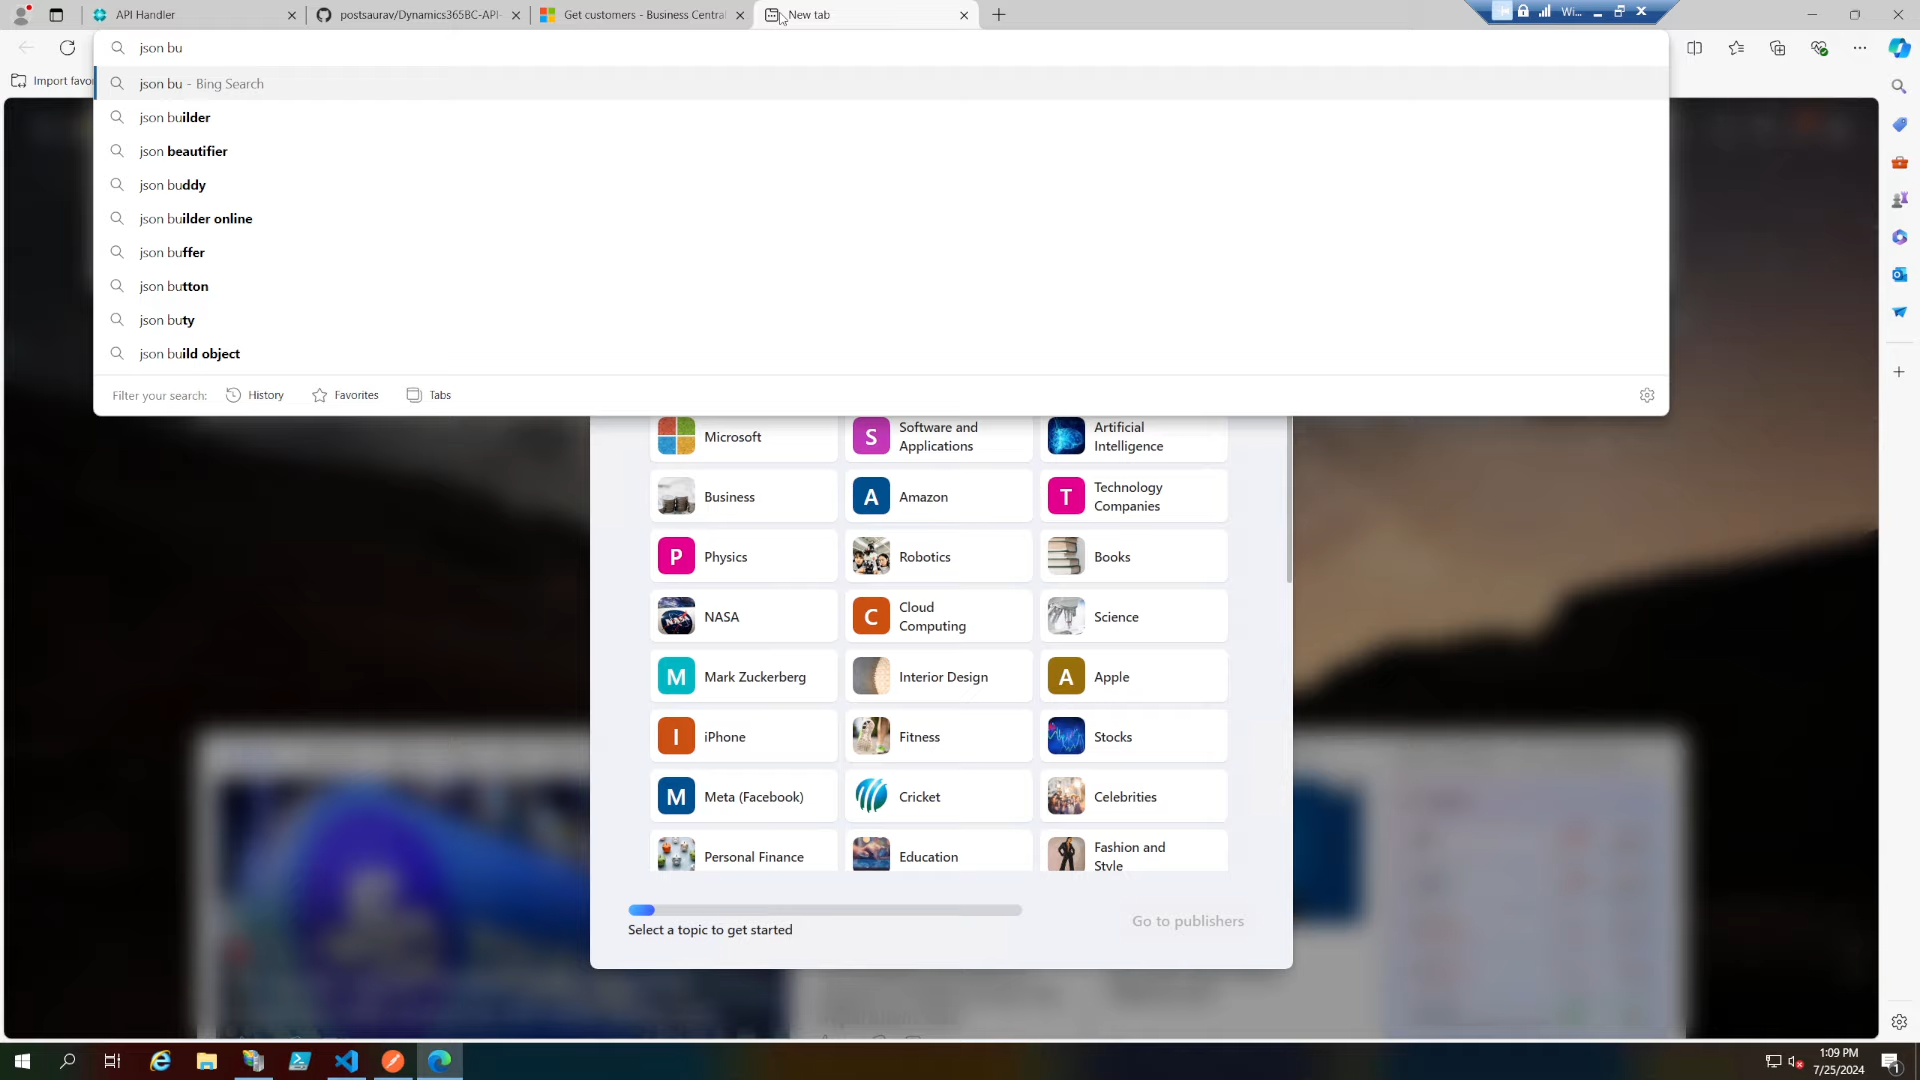 API Handler
postsaurav/Dynamics365BC-API-
Get customers - Business Central
New tab
Wi...
json bu
Import favo
json bu - Bing Search
json builder
json beautifier
json buddy
json builder online
json buffer
json button
json buty
json build object
Filter your search:
History
Favorites
Tabs
Microsoft
Software and
Applications
Artificial
Intelligence
Business
A
Amazon
T
Technology
Companies
P
Physics
Robotics
Books
NASA
C
Cloud
Computing
Science
M
Mark Zuckerberg
Interior Design
A
Apple
I
iPhone
Fitness
Stocks
M
Meta (Facebook)
Cricket
Celebrities
Personal Finance
Education
Fashion and
Style
Select a topic to get started
Go to publishers
1:09 PM
7/25/2024
1